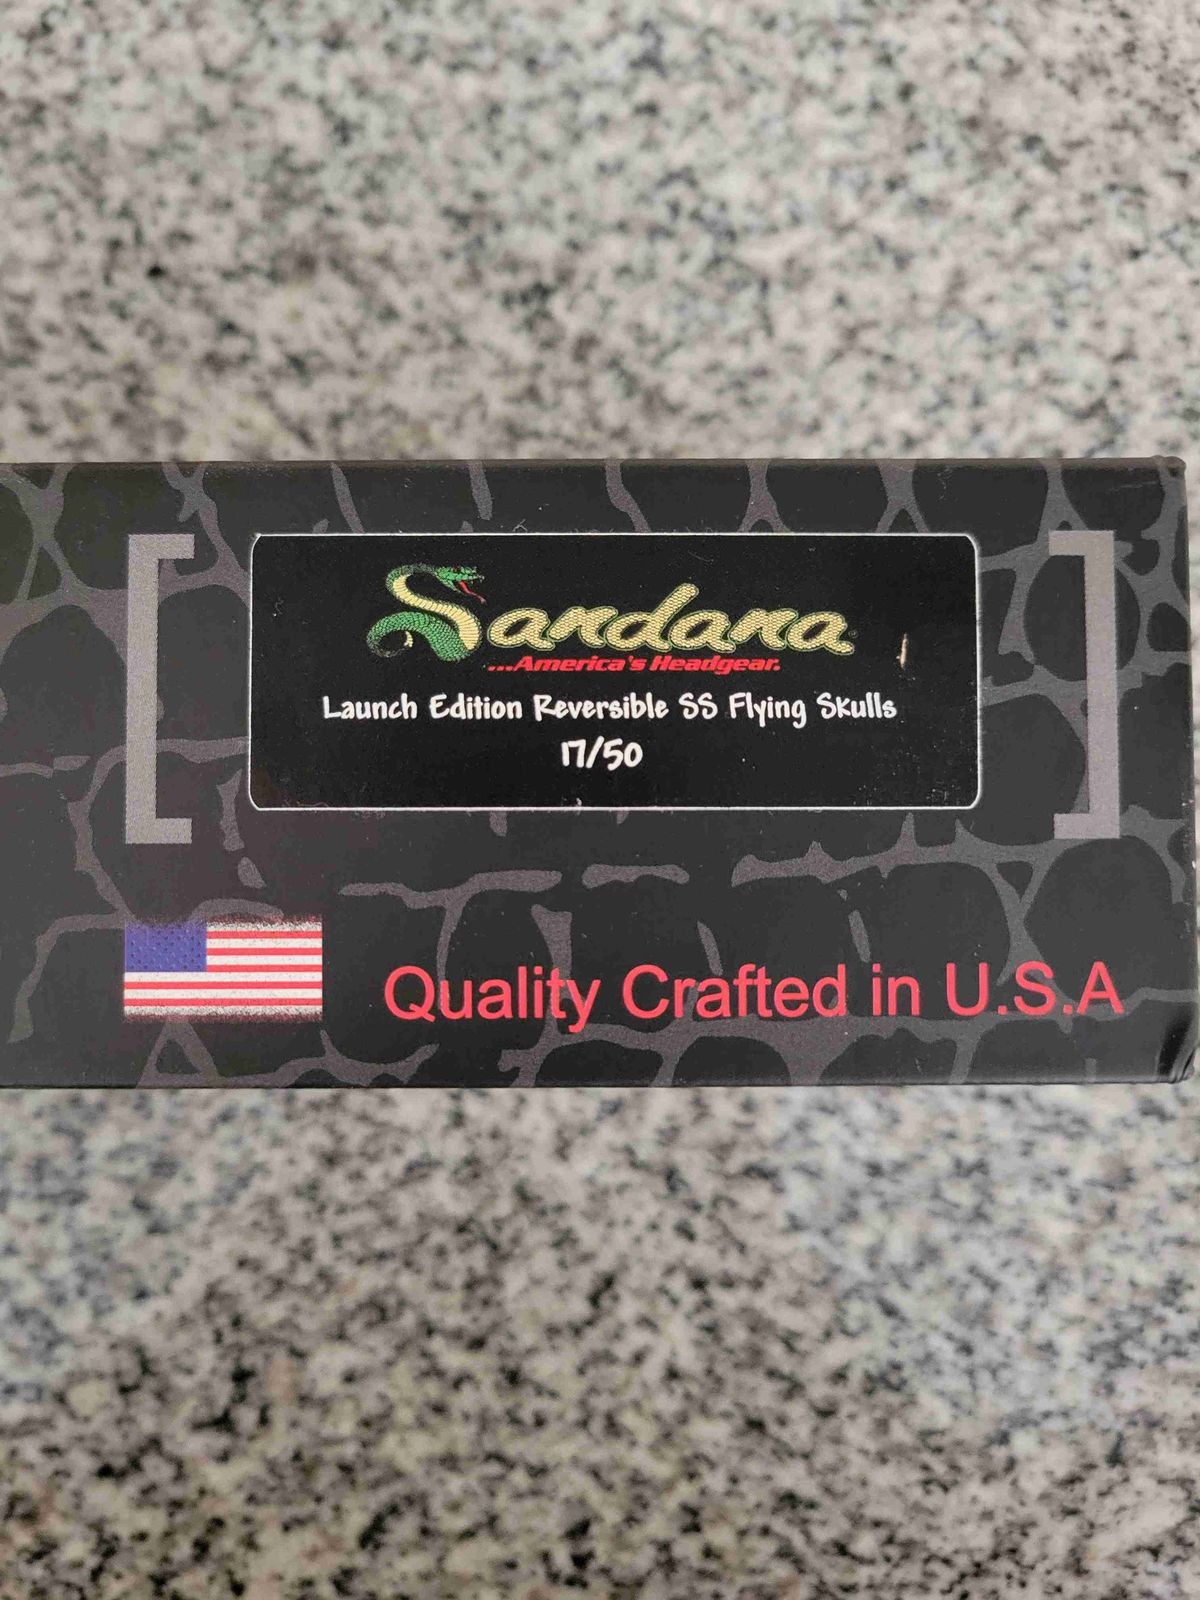 Sandana
...America's Headgear.
Launch Edition Reversible SS Flying Skulls
17/50
Quality Crafted in U.S.A